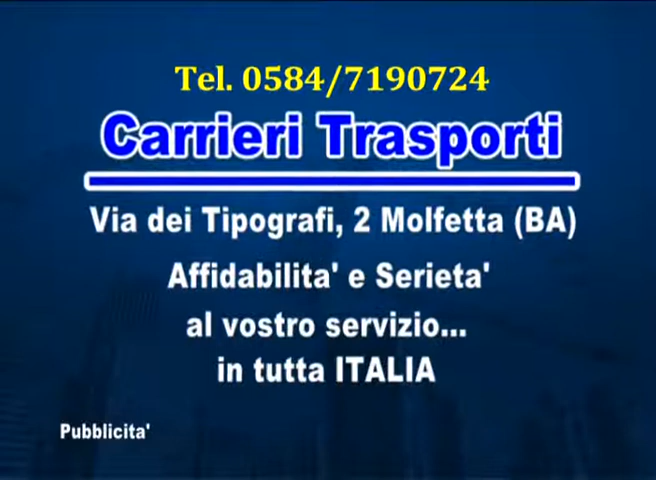 Tel. 0584/7190724
Carrieri Trasporti
Via dei Tipografi, 2 Molfetta (BA)
Affidabilita' e Serieta'
al vostro servizio...
in tutta ITALIA
Pubblicita'